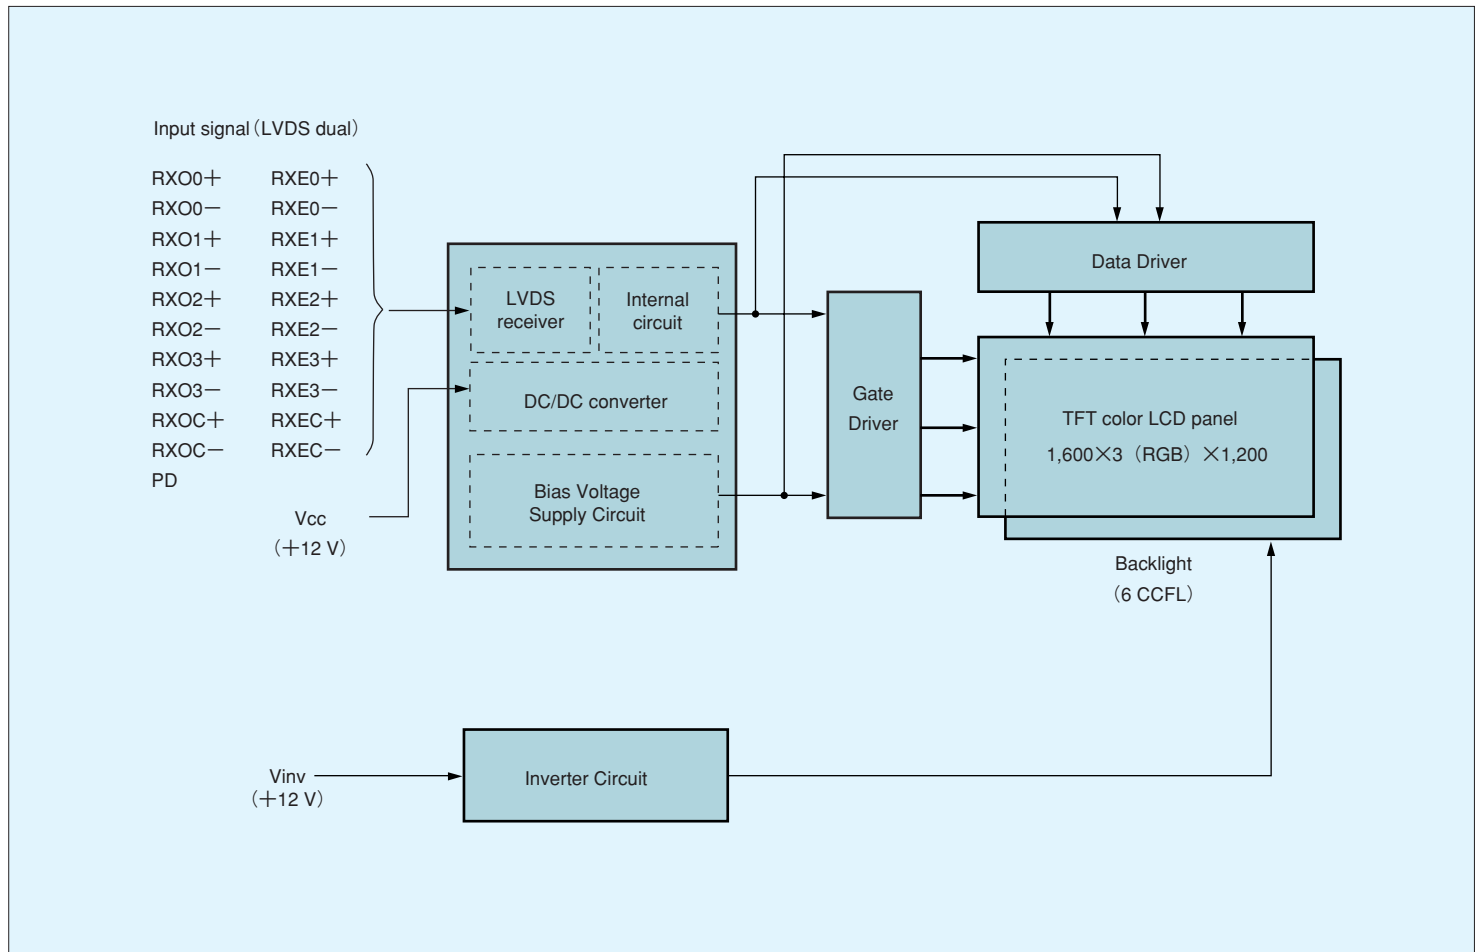 Input signal（LVDS dual）
RXO0＋ RXE0＋
RXO0－ RXE0－
RXO1＋ RXE1＋
RXO1－ RXE1－
RXO2＋ RXE2＋
RXO2－ RXE2－
RXO3＋ RXE3＋
RXO3－ RXE3－
RXOC＋ RXEC＋
RXOC－ RXEC－
PD
Vcc
（＋12 V）
LVDS
receiver
Internal
circuit
DC/DC converter
Bias Voltage
Supply Circuit
Gate
Driver
Data Driver
TFT color LCD panel
1,600×3（RGB）×1,200
Backlight
（6 CCFL）
Vinv
（＋12 V）
Inverter Circuit